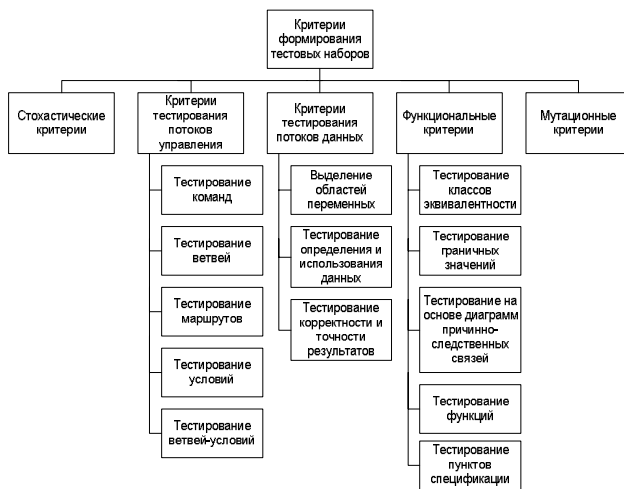 Критерии
формирования
тестовых наборов
Стохастические
критерии
Критерии
тестирования
потоков
управления
Критерии
тестирования
потоков данных
Функциональные
критерии
Мутационные
критерии
Тестирование
команд
Тестирование
ветвей
Тестирование
маршрутов
Тестирование
условий
Тестирование
ветвей-условий
Выделение
областей
переменных
Тестирование
определения и
использования
данных
Тестирование
корректности и
точности
результатов
Тестирование
классов
эквивалентности
Тестирование
граничных
значений
Тестирование на
основе диаграмм
причинно-
следственных
связей
Тестирование
функций
Тестирование
пунктов
спецификации